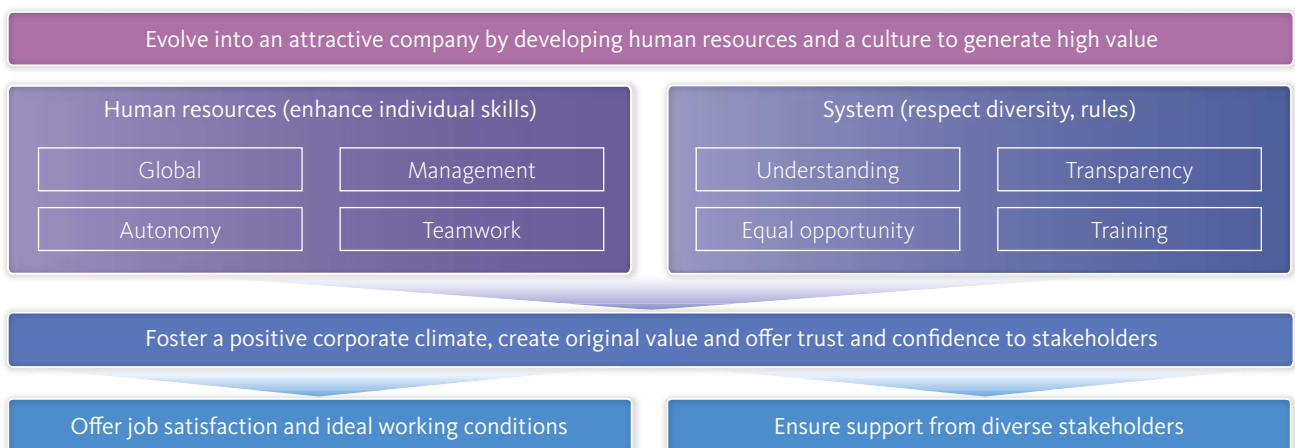 Evolve into an attractive company by developing human resources and a culture to generate high value
Human resources (enhance individual skills)
Global
Management
Autonomy
Teamwork
System (respect diversity, rules)
Understanding
Transparency
Equal opportunity
Training
Foster a positive corporate climate, create original value and offer trust and confidence to stakeholders
Offer job satisfaction and ideal working conditions
Ensure support from diverse stakeholders